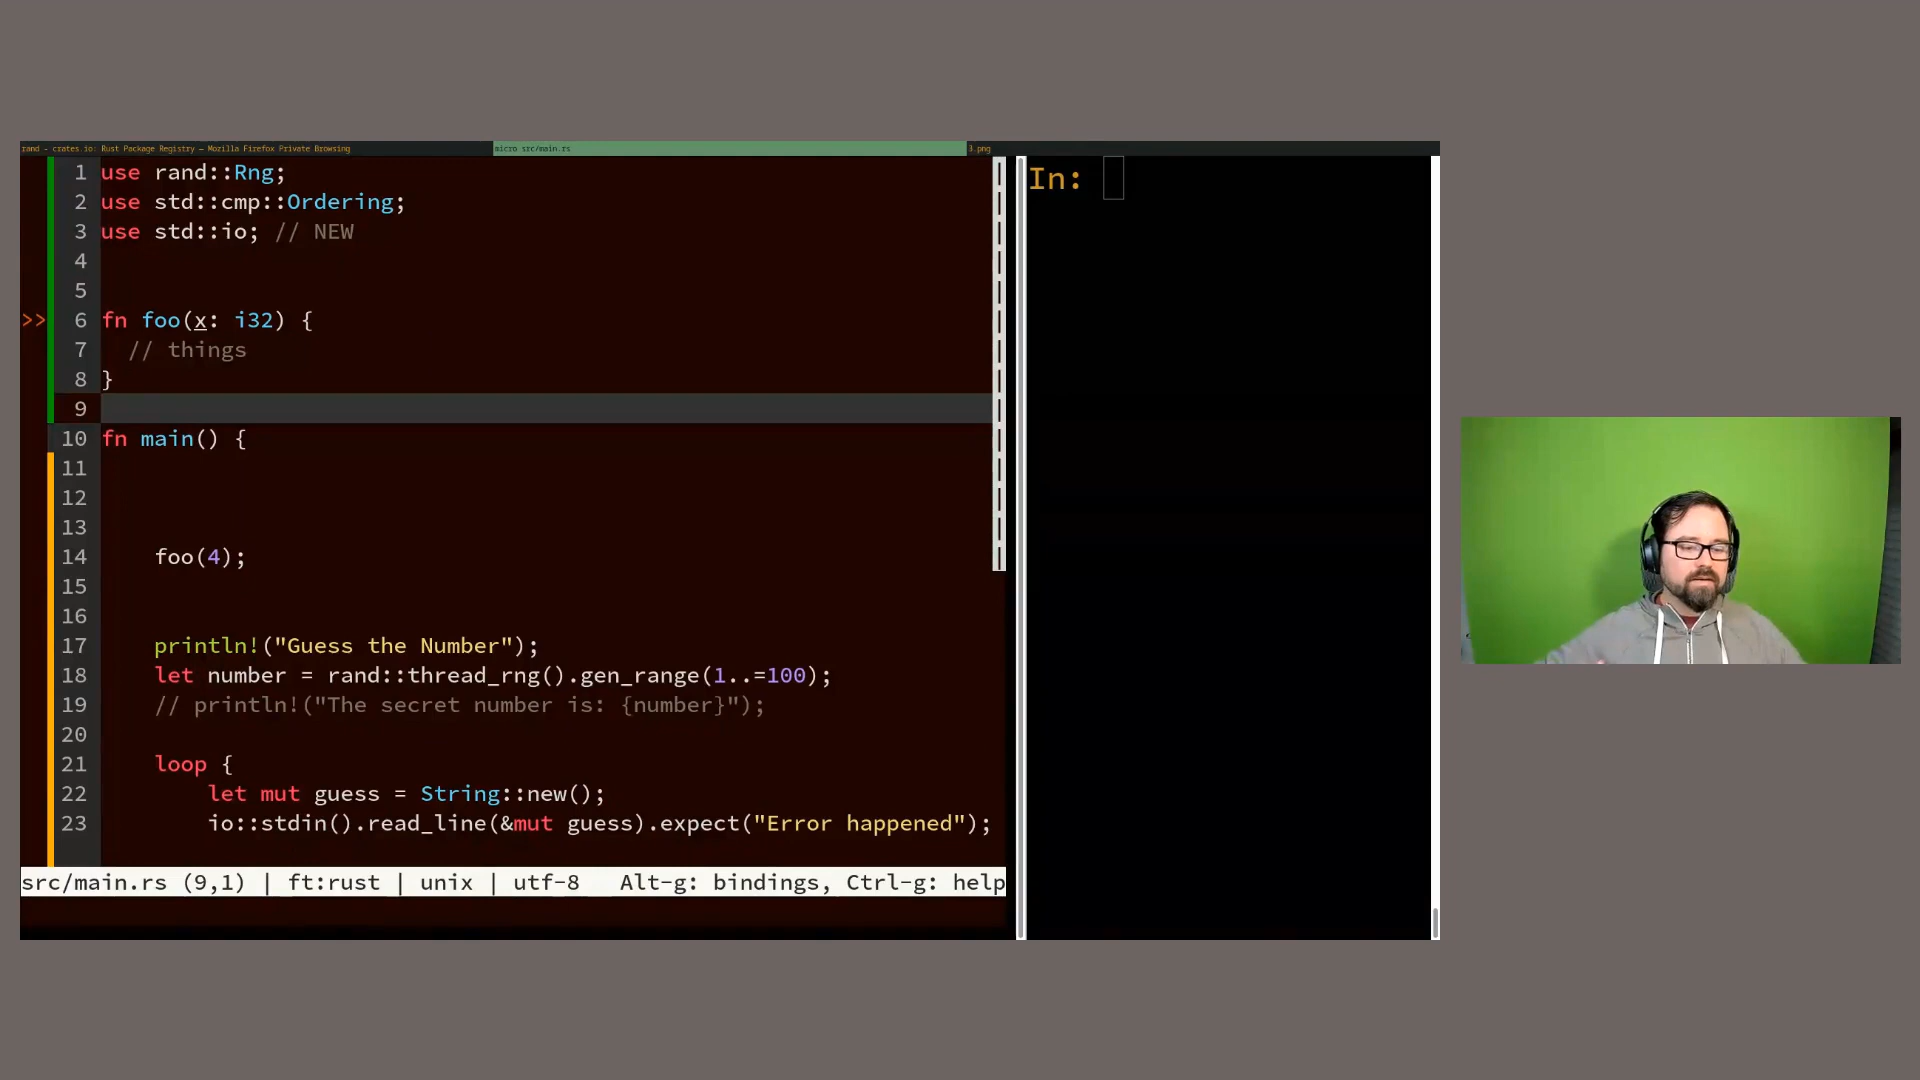 rand - crates.io: Rust Package Registry — Mozilla Firefox Private Browsing
micro src/main.rs
3.png
1 use rand::Rng;
2 use std::cmp::Ordering;
3 use std::io; // NEW
4
5
>> 6 fn foo(x: i32) {
7 // things
8 }
9
10 fn main() {
11
12
13
14 foo(4);
15
16
17 println!("Guess the Number");
18 let number = rand::thread_rng().gen_range(1..=100);
19 // println!("The secret number is: {number}");
20
21 loop {
22 let mut guess = String::new();
23 io::stdin().read_line(&mut guess).expect("Error happened");
src/main.rs (9,1) | ft:rust | unix | utf-8 Alt-g: bindings, Ctrl-g: help
In: